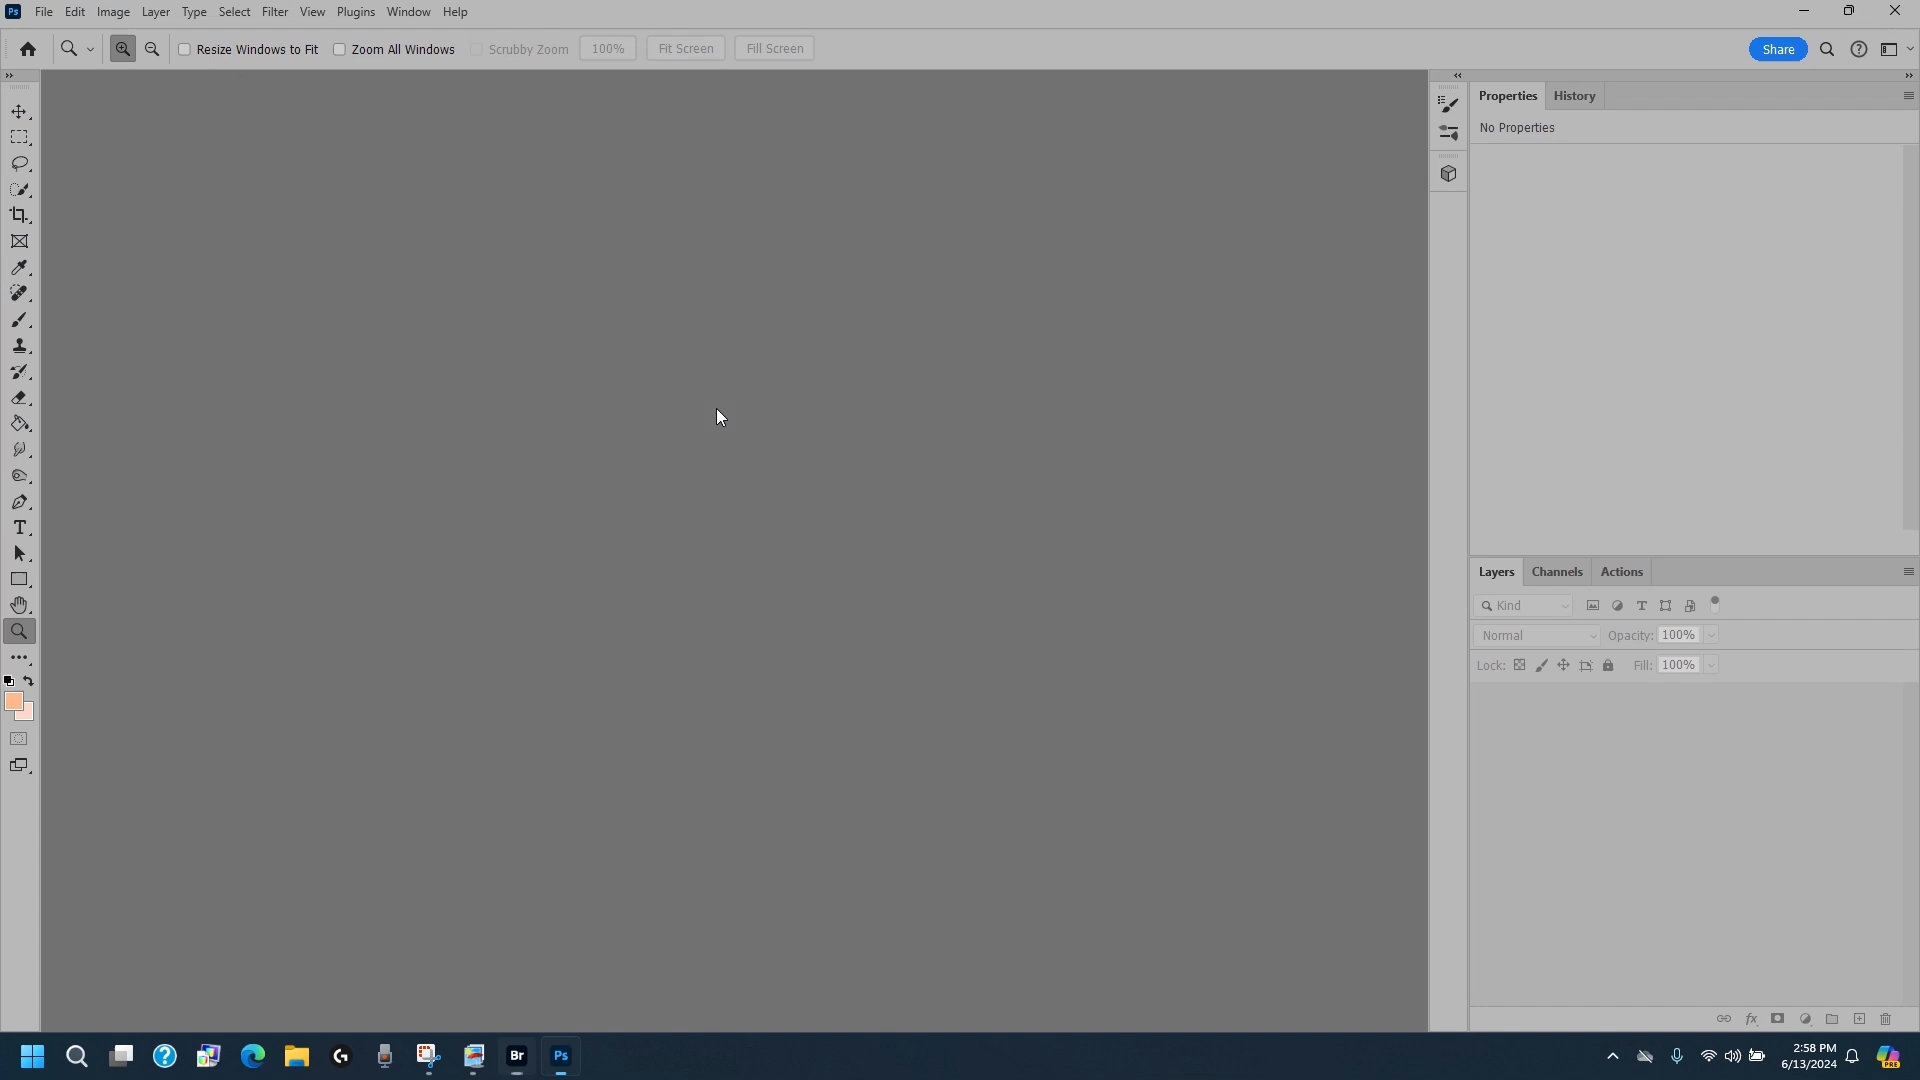 Ps File Edit Image Layer Type Select Filter View Plugins Window Help
Resize Windows to Fit Zoom All Windows Scrubby Zoom 100% Fit Screen Fill Screen Share
Properties History
No Properties
Layers Channels Actions
Kind
Normal Opacity: 100%
Lock: Fill: 100%
fx
Br Ps
2:58 PM
6/13/2024
PRE